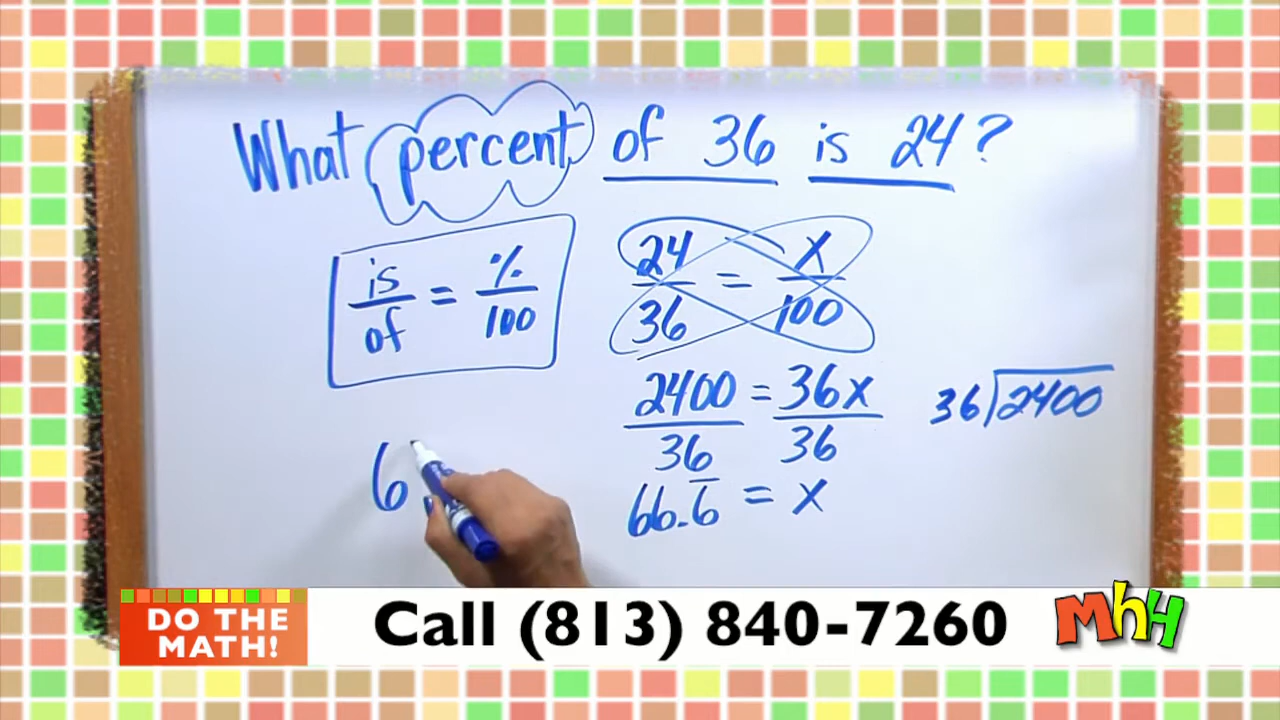 What percent of 36 is 24?
is/of = %/100
24/36 = x/100
2400/36 = 36x/36
36)2400
66.6̅ = x
6
DO THE MATH!
Call (813) 840-7260
Mh4